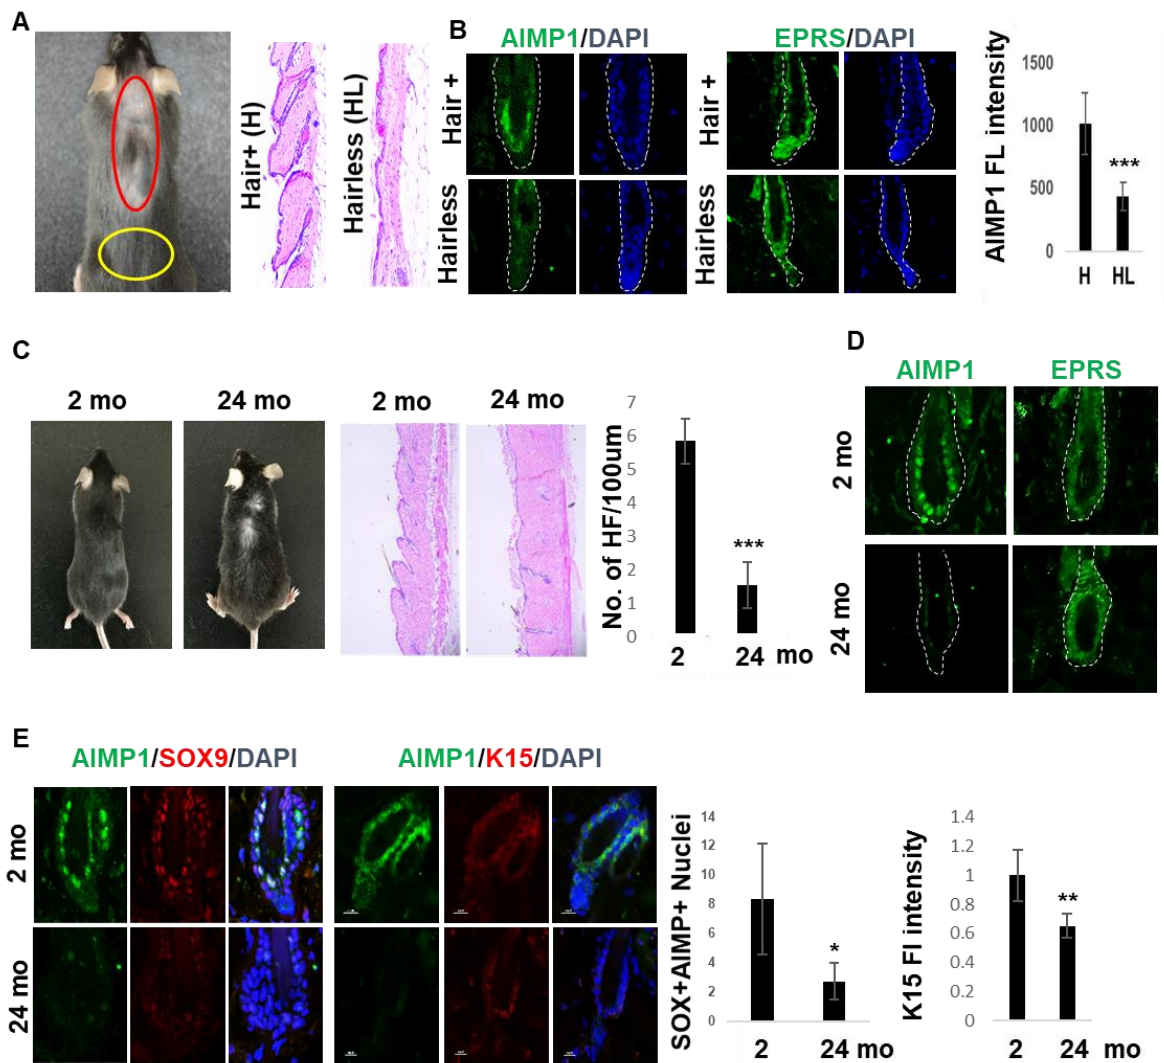 A
Hair+ (H)
Hairless (HL)
B
AIMP1/DAPI
EPRS/DAPI
Hair +
Hairless
Hair +
Hairless
AIMP1 FL intensity
1500
1000
500
0
***
H HL
C
2 mo 24 mo
2 mo 24 mo
No. of HF/100um
7
6
5
4
3
2
1
0
***
2 24 mo
D
AIMP1 EPRS
2 mo
24 mo
E
AIMP1/SOX9/DAPI
AIMP1/K15/DAPI
2 mo
24 mo
SOX+AIMP+ Nuclei
14
12
10
8
6
4
2
0
*
2 24 mo
K15 FI intensity
1.4
1.2
1
0.8
0.6
0.4
0.2
0
**
2 24 mo